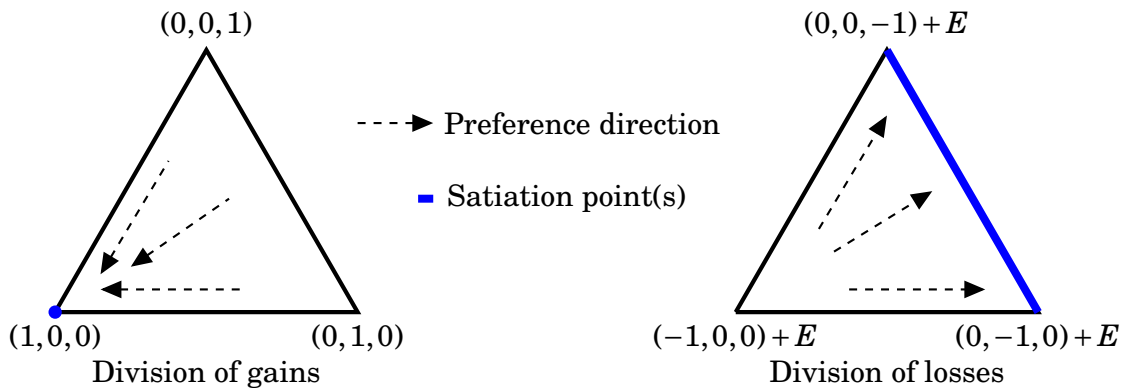 (0,0,1)
(0,0,−1)+E
Preference direction
Satiation point(s)
(1,0,0)
(0,1,0)
(−1,0,0)+E
(0,−1,0)+E
Division of gains
Division of losses